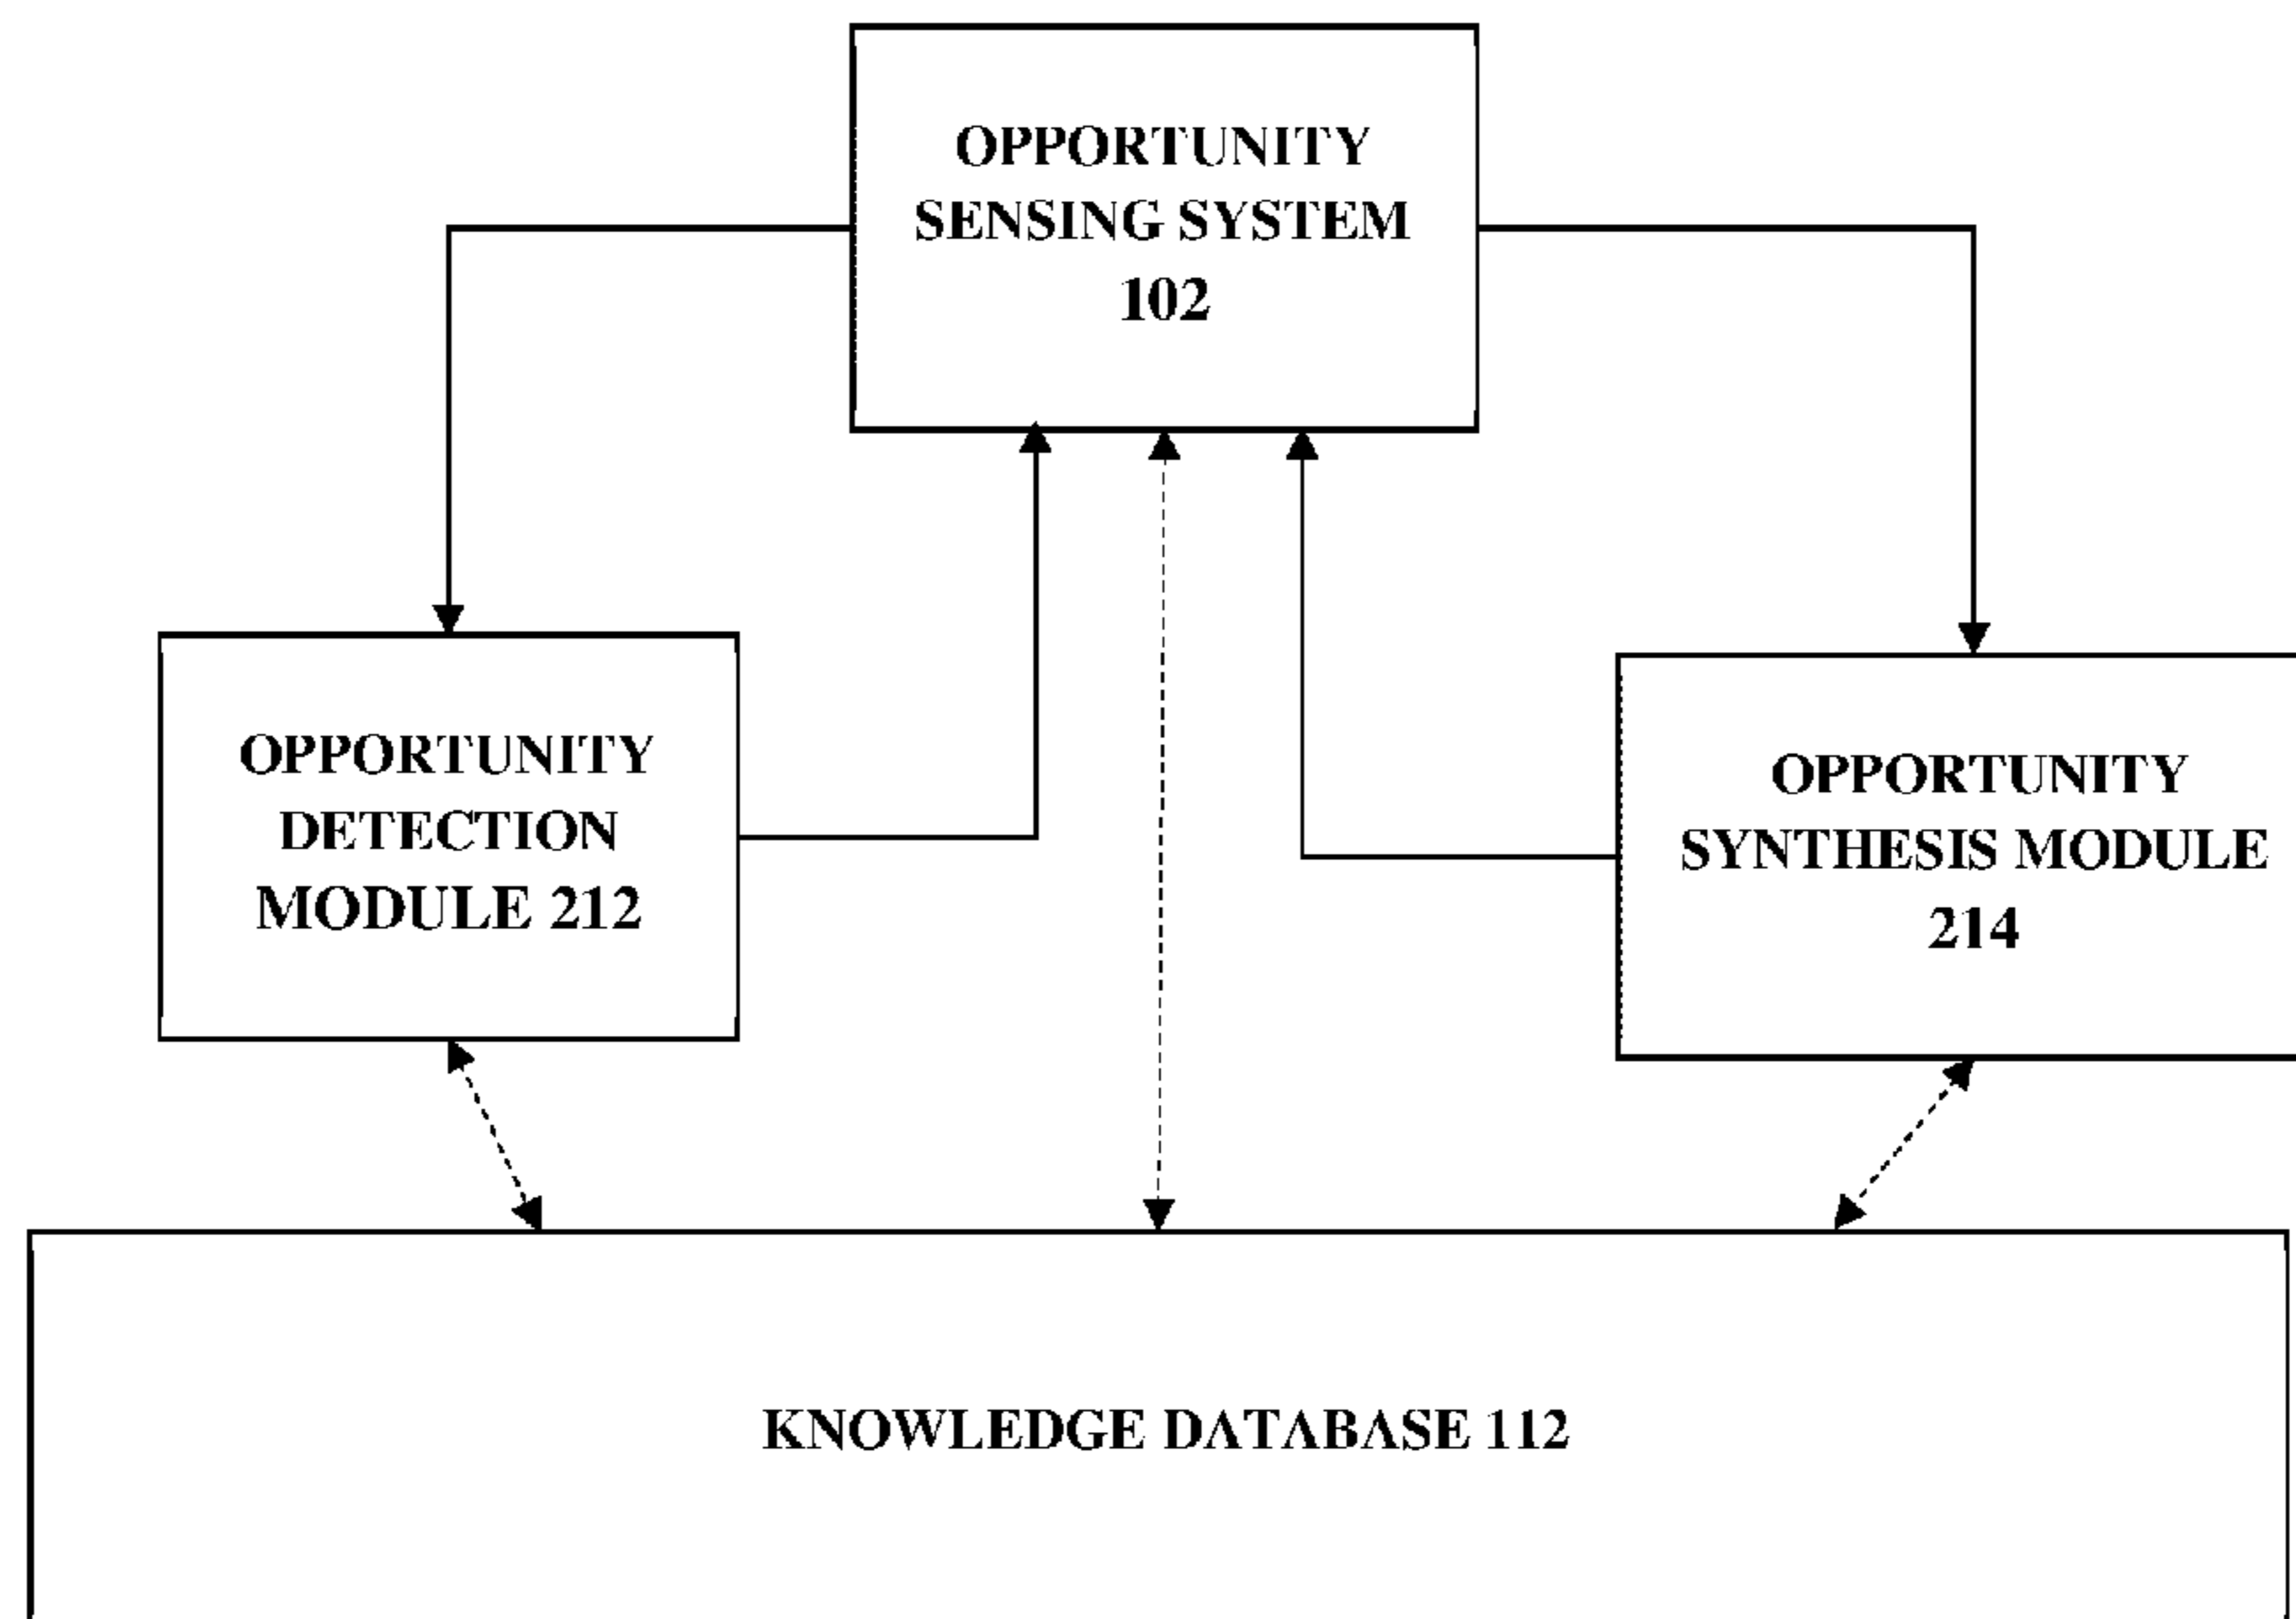 OPPORTUNITY
SENSING SYSTEM
102
OPPORTUNITY
DETECTION
MODULE 212
OPPORTUNITY
SYNTHESIS MODULE
214
KNOWLEDGE DATABASE 112